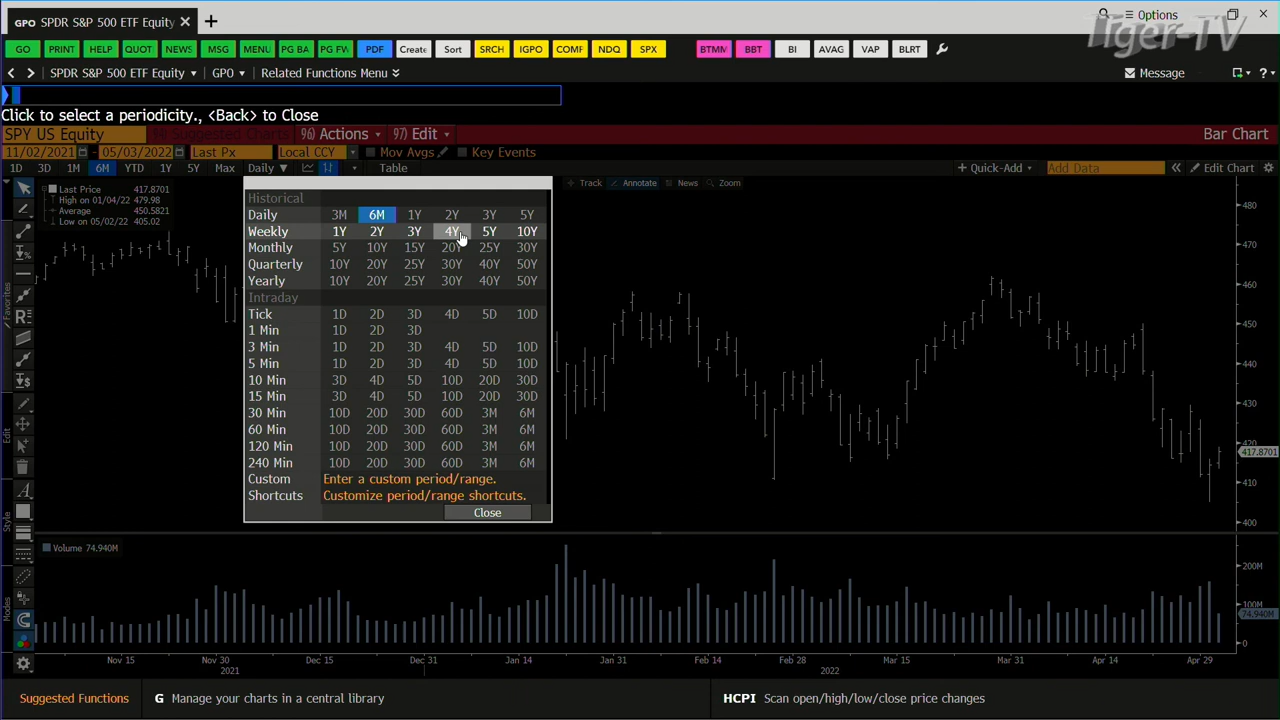 GPO SPDR S&P 500 ETF Equity
Options
Tiger-TV
GO PRINT HELP QUOT NEWS MSG MENU PG BA PG FW PDF Create Sort SRCH IGPO COMF NDQ SPX BTMM BBT BI AVAG VAP BLRT
SPDR S&P 500 ETF Equity GPO Related Functions Menu Message
Click to select a periodicity., <Back> to Close
SPY US Equity Suggested Charts 96) Actions 97) Edit Bar Chart
11/02/2021 - 05/03/2022 Last Px Local CCY Mov Avgs Key Events
1D 3D 1M 6M YTD 1Y 5Y Max Daily Table + Quick-Add Add Data Edit Chart
Track Annotate News Zoom
Last Price 417.8701
High on 01/04/22 479.98
Average 450.5821
Low on 05/02/22 405.02
Historical
Daily 3M 6M 1Y 2Y 3Y 5Y
Weekly 1Y 2Y 3Y 4Y 5Y 10Y
Monthly 5Y 10Y 15Y 20Y 25Y 30Y
Quarterly 10Y 20Y 25Y 30Y 40Y 50Y
Yearly 10Y 20Y 25Y 30Y 40Y 50Y
Intraday
Tick 1D 2D 3D 4D 5D 10D
1 Min 1D 2D 3D
3 Min 1D 2D 3D 4D 5D 10D
5 Min 1D 2D 3D 4D 5D 10D
10 Min 3D 4D 5D 10D 20D 30D
15 Min 3D 4D 5D 10D 20D 30D
30 Min 10D 20D 30D 60D 3M 6M
60 Min 10D 20D 30D 60D 3M 6M
120 Min 10D 20D 30D 60D 3M 6M
240 Min 10D 20D 30D 60D 3M 6M
Custom Enter a custom period/range.
Shortcuts Customize period/range shortcuts.
Close
480
470
460
450
440
430
420
417.8701
410
400
Favorites
Edit
Style
Modes
Volume 74.940M
200M
100M
74.940M
0
Nov 15 Nov 30 Dec 15 Dec 31 Jan 14 Jan 31 Feb 14 Feb 28 Mar 15 Mar 31 Apr 14 Apr 29
2021 2022
Suggested Functions G Manage your charts in a central library HCPI Scan open/high/low/close price changes